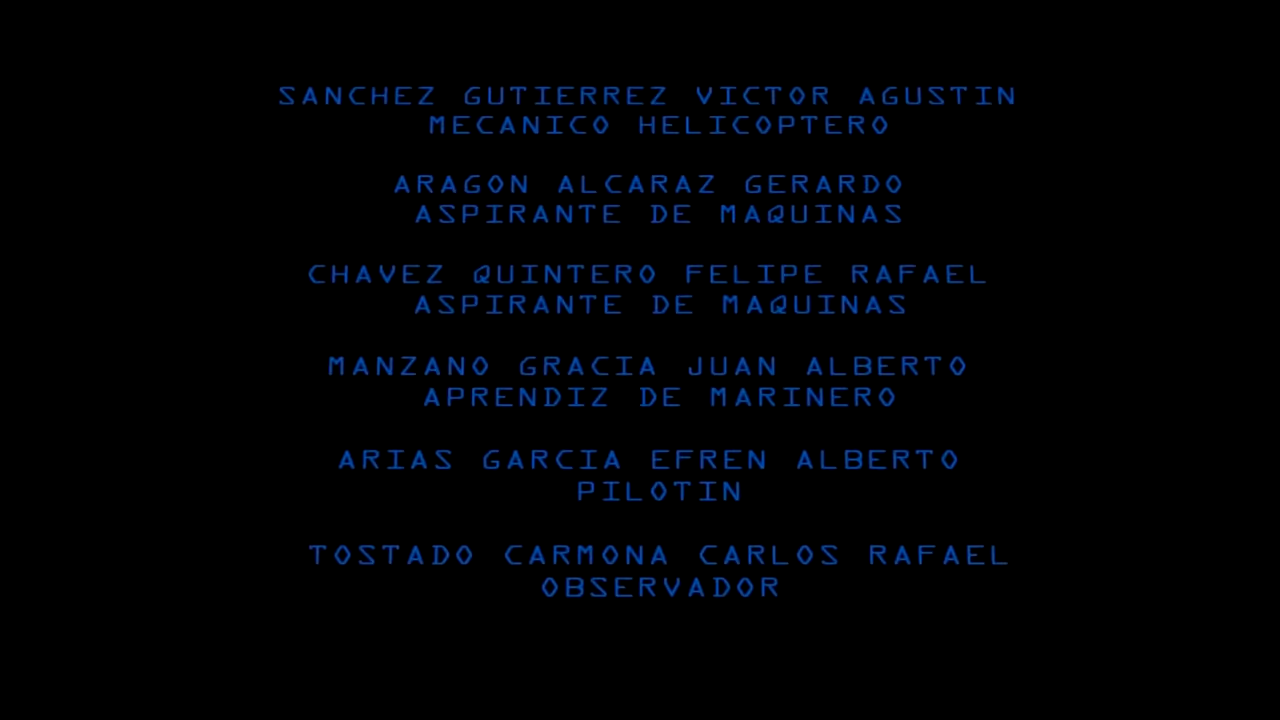 SANCHEZ GUTIERREZ VICTOR AGUSTIN
MECANICO HELICOPTERO
ARAGON ALCARAZ GERARDO
ASPIRANTE DE MAQUINAS
CHAVEZ QUINTERO FELIPE RAFAEL
ASPIRANTE DE MAQUINAS
MANZANO GRACIA JUAN ALBERTO
APRENDIZ DE MARINERO
ARIAS GARCIA EFREN ALBERTO
PILOTIN
TOSTADO CARMONA CARLOS RAFAEL
OBSERVADOR